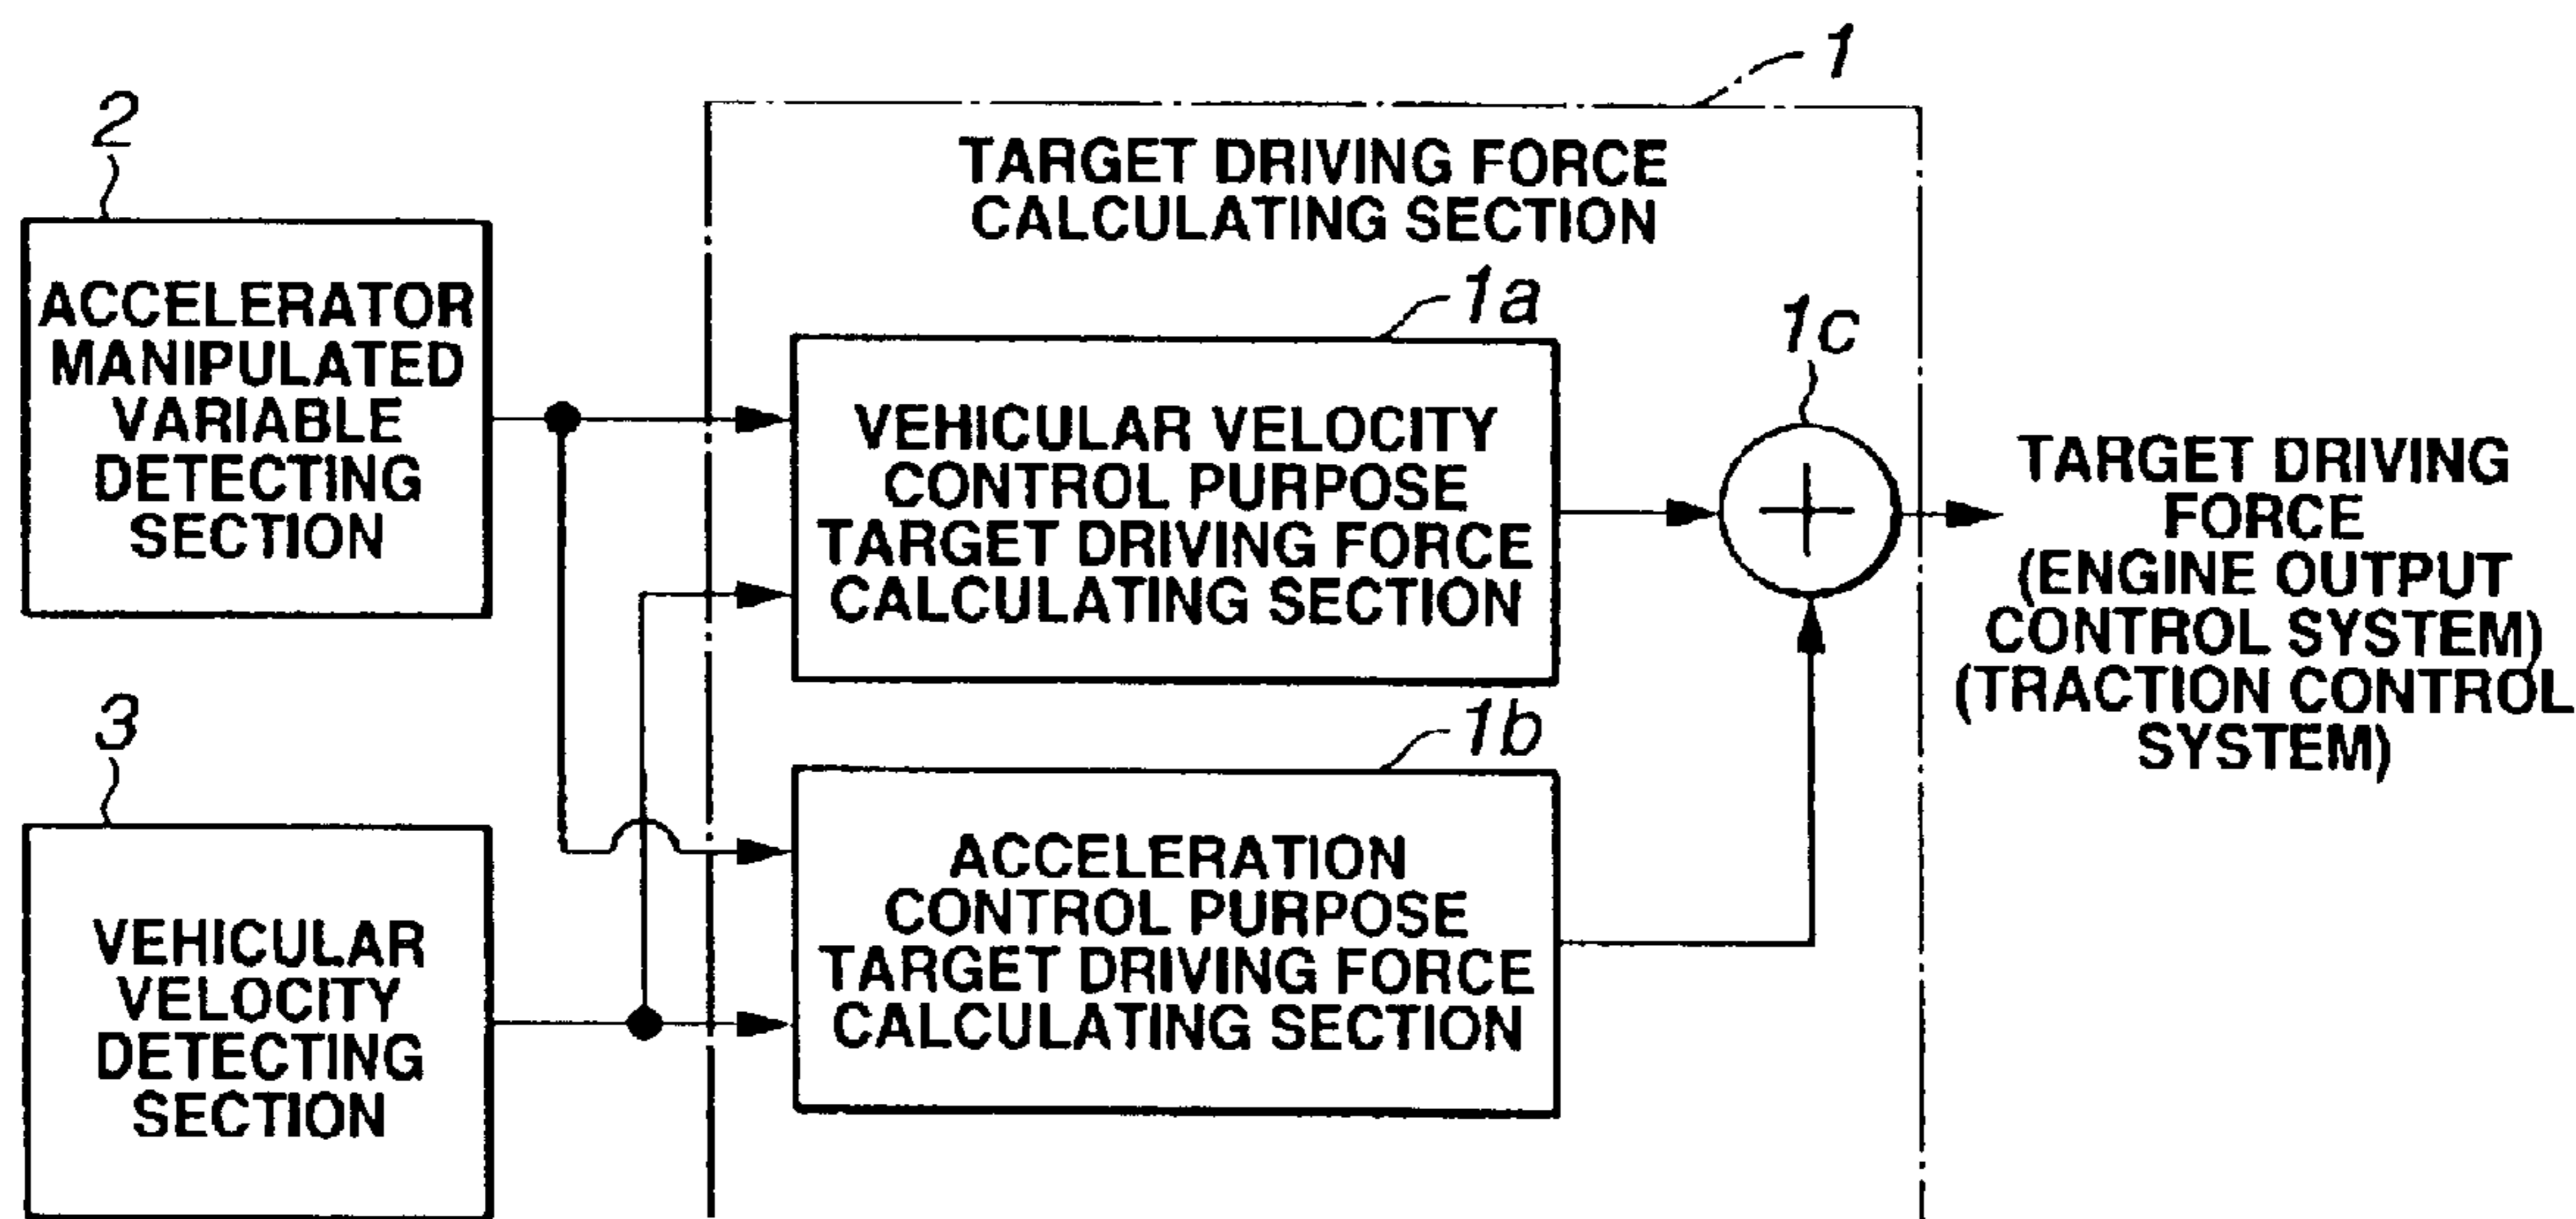 1
2
TARGET DRIVING FORCE
CALCULATING SECTION
ACCELERATOR
MANIPULATED
VARIABLE
DETECTING
SECTION
1a
1c
VEHICULAR VELOCITY
CONTROL PURPOSE
TARGET DRIVING FORCE
CALCULATING SECTION
TARGET DRIVING
FORCE
(ENGINE OUTPUT
CONTROL SYSTEM)
(TRACTION CONTROL
SYSTEM)
3
1b
VEHICULAR
VELOCITY
DETECTING
SECTION
ACCELERATION
CONTROL PURPOSE
TARGET DRIVING FORCE
CALCULATING SECTION